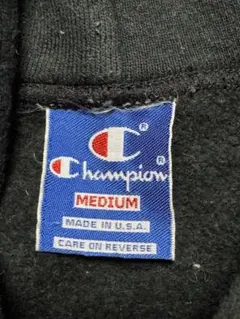 C®
Champion®
MEDIUM
MADE IN U.S.A.
CARE ON REVERSE